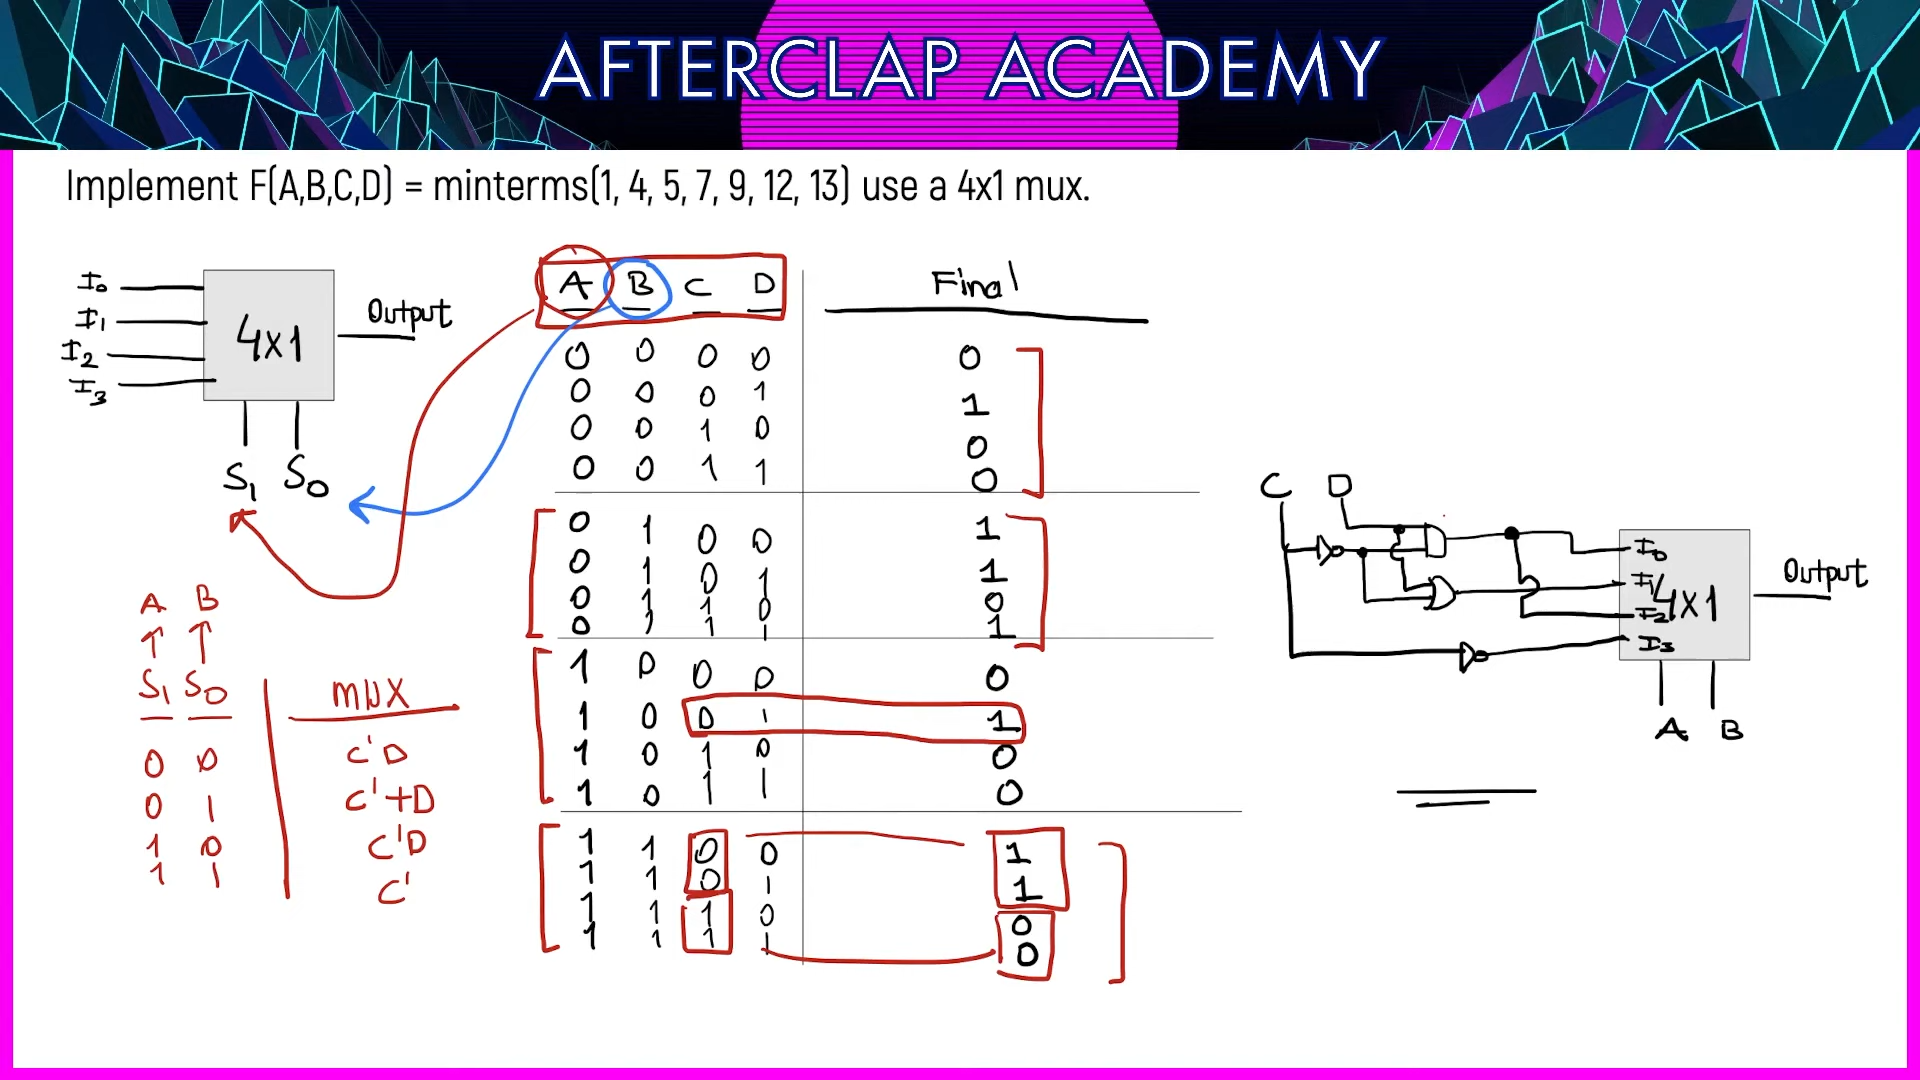 AFTERCLAP ACADEMY
Implement F(A,B,C,D) = minterms(1, 4, 5, 7, 9, 12, 13) use a 4x1 mux.
I0
I1
I2
I3
4x1
Output
S1 S0
A B C D Final
0 0 0 0 0
0 0 0 1 1
0 0 1 0 0
0 0 1 1 0
0 1 0 0 1
0 1 0 1 1
0 1 1 0 0
0 1 1 1 1
1 0 0 0 0
1 0 0 1 1
1 0 1 0 0
1 0 1 1 0
1 1 0 0 1
1 1 0 1 1
1 1 1 0 0
1 1 1 1 0
A B
S1 S0 mux
0 0 C'D
0 1 C'+D
1 0 C'D
1 1 C'
C D
I0
I1
I2
I3
4x1
Output
A B